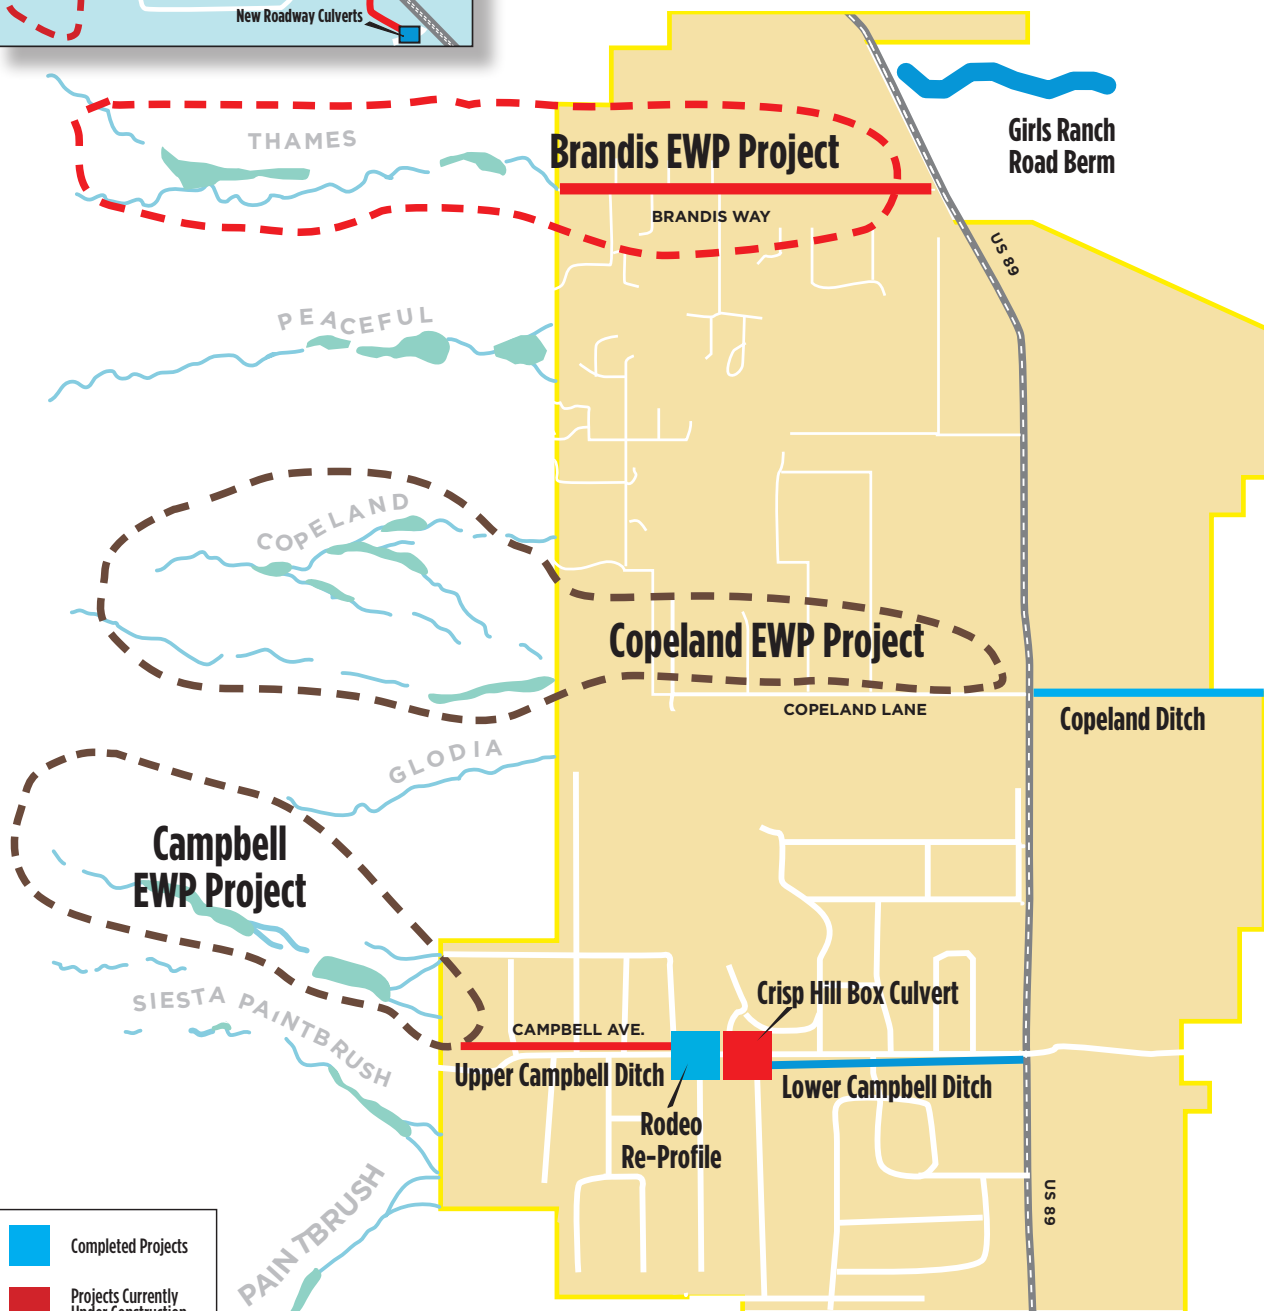 New Roadway Culverts
THAMES
Brandis EWP Project
Girls Ranch
Road Berm
BRANDIS WAY
US 89
PEACEFUL
COPELAND
Copeland EWP Project
COPELAND LANE
Copeland Ditch
GLODIA
Campbell
EWP Project
SIESTA PAINTBRUSH
Crisp Hill Box Culvert
CAMPBELL AVE.
Upper Campbell Ditch
Lower Campbell Ditch
Rodeo
Re-Profile
PAINTBRUSH
US 89
Completed Projects
Projects Currently
Under Construction